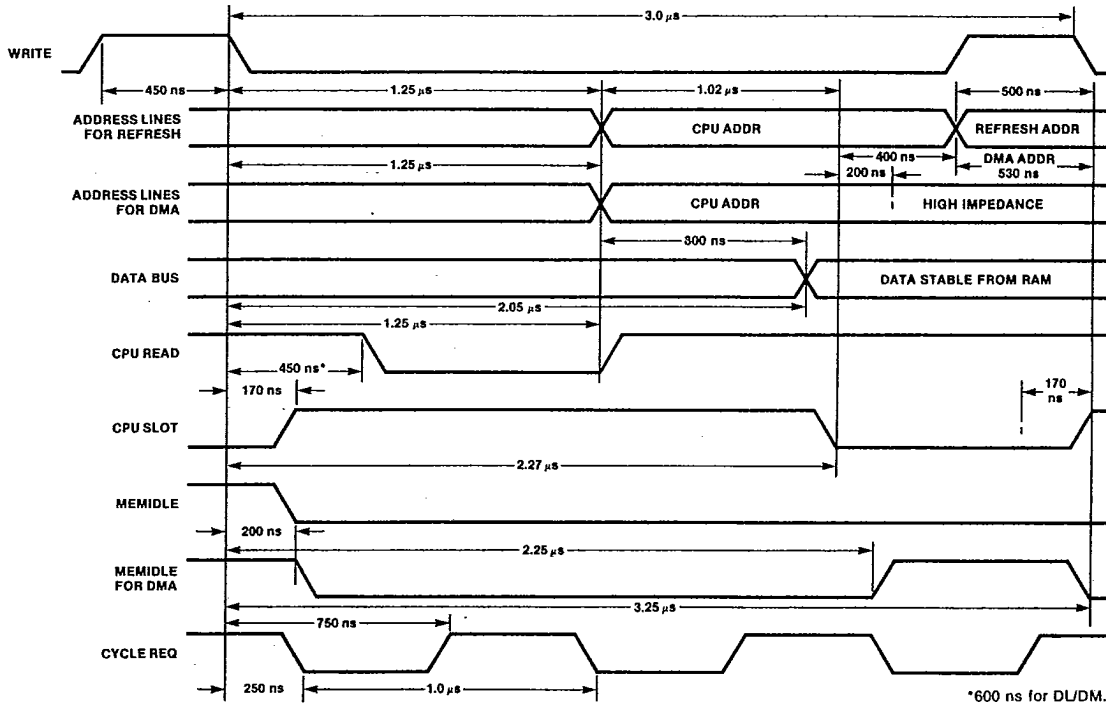 3.0 μs
WRITE
450 ns
1.25 μs
1.02 μs
500 ns
ADDRESS LINES
FOR REFRESH
CPU ADDR
REFRESH ADDR
1.25 μs
400 ns
DMA ADDR
200 ns
530 ns
ADDRESS LINES
FOR DMA
CPU ADDR
HIGH IMPEDANCE
800 ns
DATA BUS
DATA STABLE FROM RAM
2.05 μs
1.25 μs
CPU READ
450 ns*
170 ns
170
ns
CPU SLOT
2.27 μs
MEMIDLE
200 ns
2.25 μs
MEMIDLE
FOR DMA
3.25 μs
750 ns
CYCLE REQ
250 ns
1.0 μs
*600 ns for DL/DM.